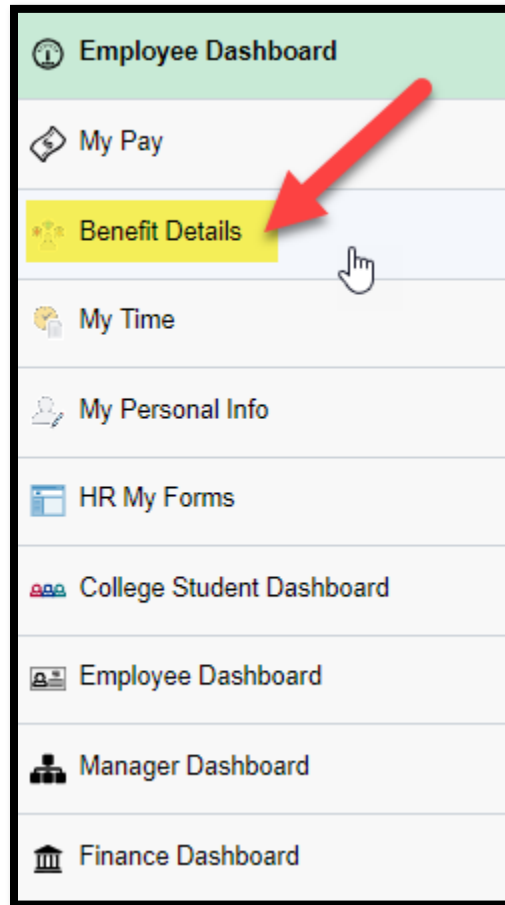 Employee Dashboard
My Pay
Benefit Details
My Time
My Personal Info
HR My Forms
College Student Dashboard
Employee Dashboard
Manager Dashboard
Finance Dashboard